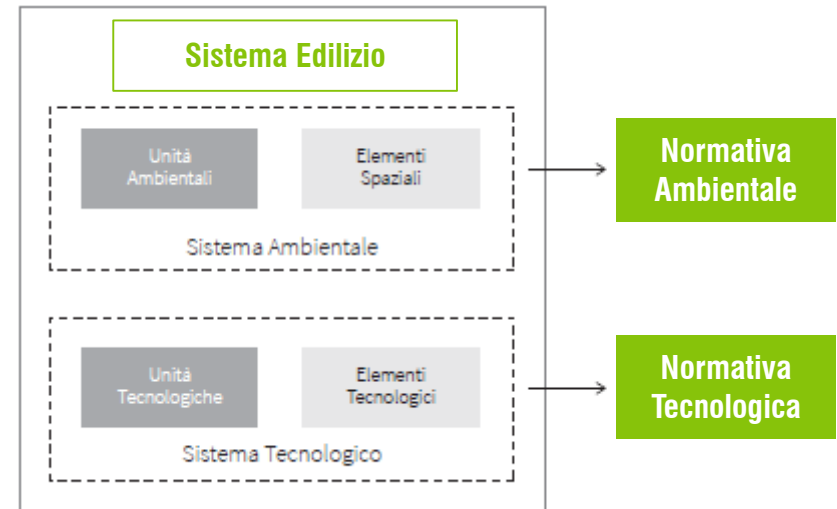 Sistema Edilizio
Unità
Ambientali
Elementi
Spaziali
Sistema Ambientale
Normativa
Ambientale
Unità
Tecnologiche
Elementi
Tecnologici
Sistema Tecnologico
Normativa
Tecnologica